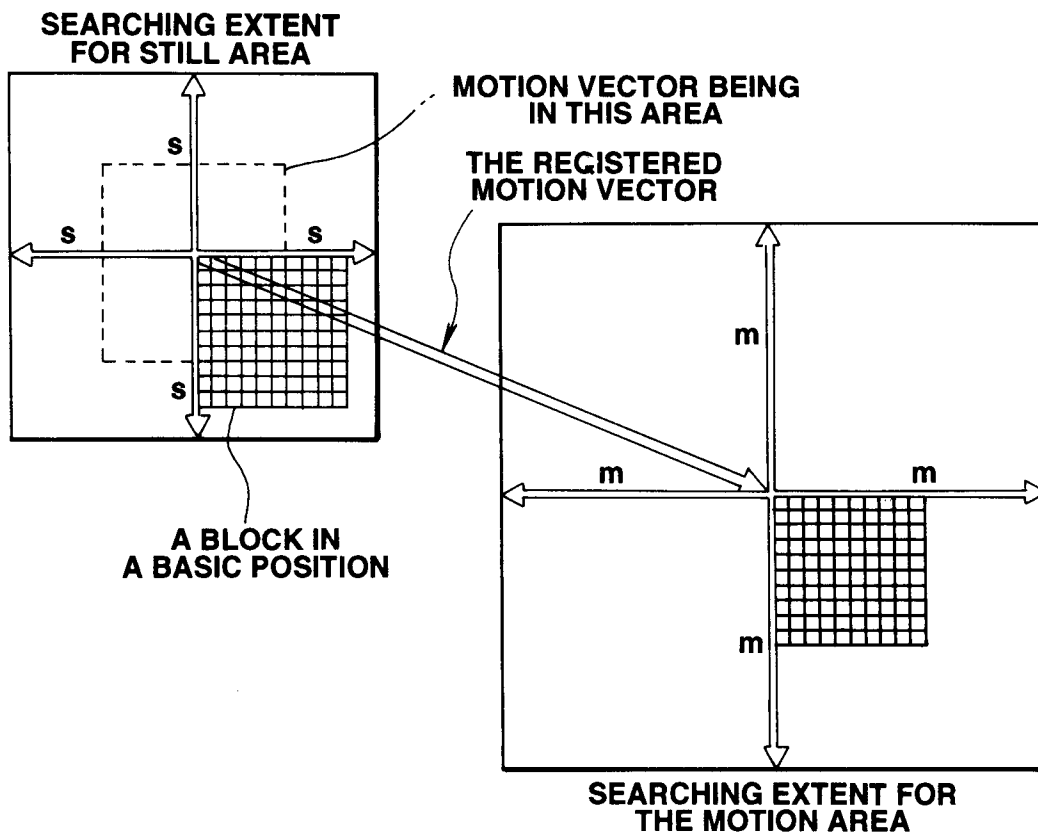 SEARCHING EXTENT
FOR STILL AREA
MOTION VECTOR BEING
IN THIS AREA
THE REGISTERED
MOTION VECTOR
s
s
s
s
m
m
m
m
A BLOCK IN
A BASIC POSITION
SEARCHING EXTENT FOR
THE MOTION AREA